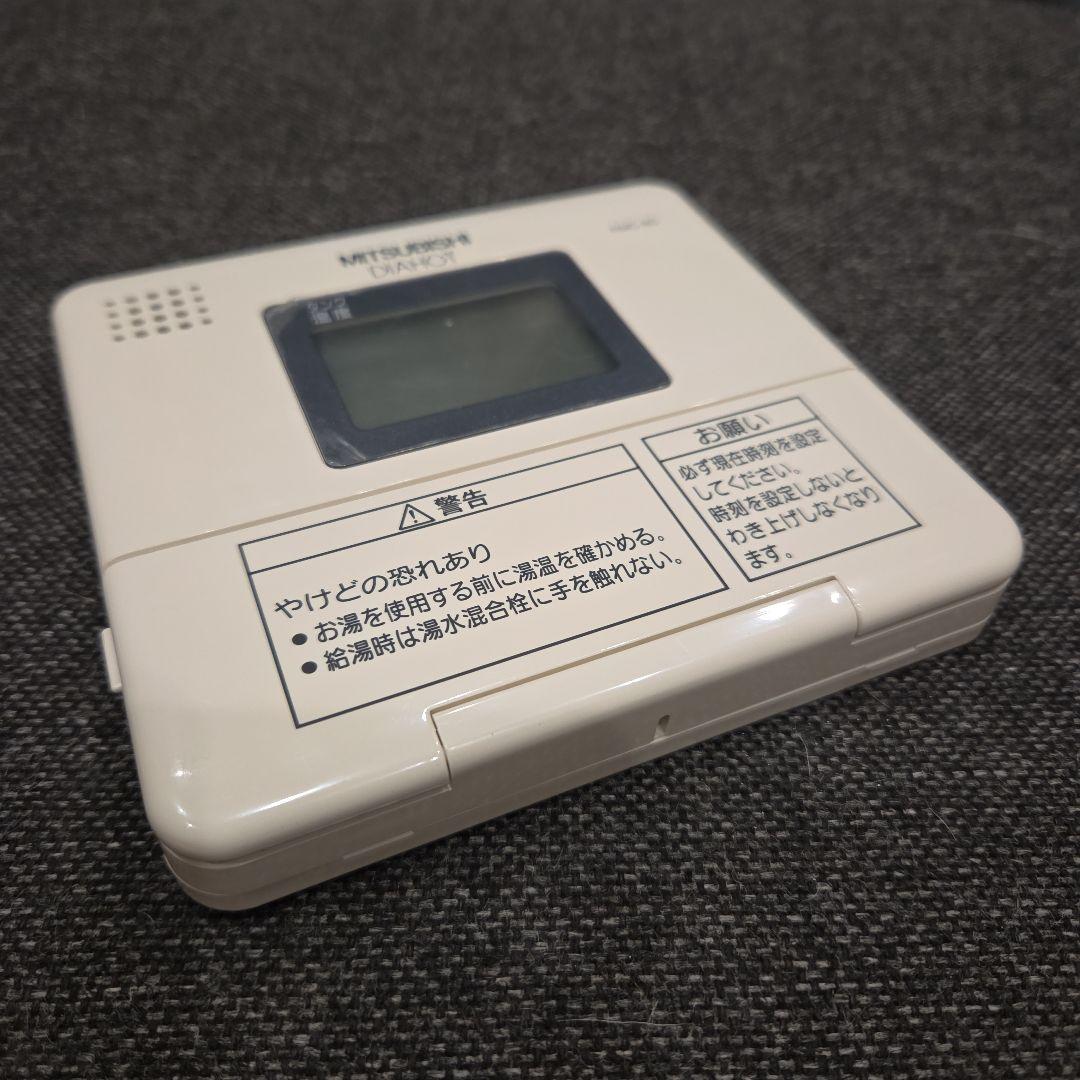 MITSUBISHI
DIAHOT
タンク
湿度
⚠警告
やけどの恐れあり
●お湯を使用する前に湯温を確かめる。
●給湯時は湯水混合栓に手を触れない。
お願い
必ず現在時刻を設定
してください。
時刻を設定しないと
わき上げしなくなり
ます。